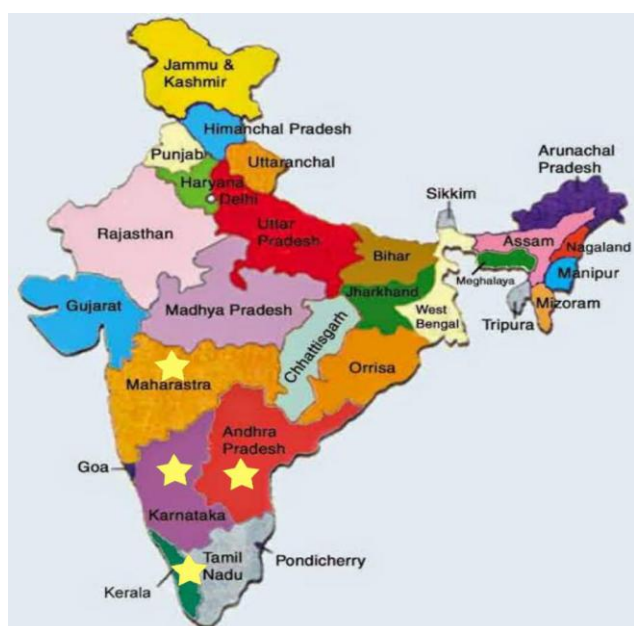 Jammu &
Kashmir
Himanchal Pradesh
Punjab
Uttaranchal
Haryana
Delhi
Arunachal
Pradesh
Sikkim
Rajasthan
Uttar
Pradesh
Bihar
Assam
Nagaland
Meghalaya
Manipur
Gujarat
Madhya Pradesh
Jharkhand
West
Bengal
Tripura
Mizoram
Chhattisgarh
Orrisa
Maharastra
Andhra
Pradesh
Goa
Karnataka
Tamil
Nadu
Pondicherry
Kerala